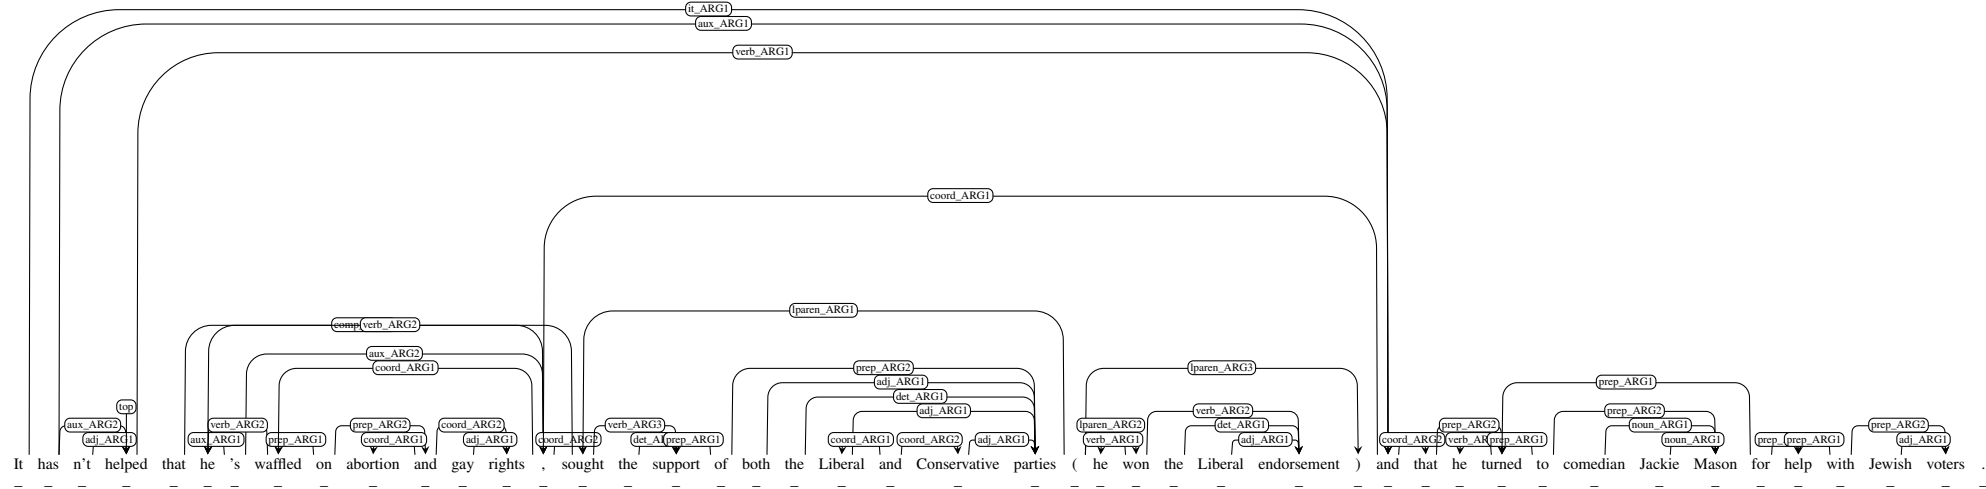 it_ARG1
aux_ARG1
verb_ARG1
coord_ARG1
lparen_ARG1
verb_ARG2
aux_ARG2
coord_ARG1 prep_ARG2 lparen_ARG3
adj_ARG1 prep_ARG1
det_ARG1
top adj_ARG1 verb_ARG2 prep_ARG2
aux_ARG2 verb_ARG2 prep_ARG2 coord_ARG2 verb_ARG3 lparen_ARG2 det_ARG1 prep_ARG2 noun_ARG1 prep_ARG2
adj_ARG1 aux_ARG1 prep_ARG1 coord_ARG1 adj_ARG1 coord_ARG2 prep_ARG1 coord_ARG1 coord_ARG2 adj_ARG1 verb_ARG1 adj_ARG1 coord_ARG2 prep_ARG1 noun_ARG1 prep_ARG1 adj_ARG1
It has n't helped that he 's waffled on abortion and gay rights , sought the support of both the Liberal and Conservative parties ( he won the Liberal endorsement ) and that he turned to comedian Jackie Mason for help with Jewish voters .